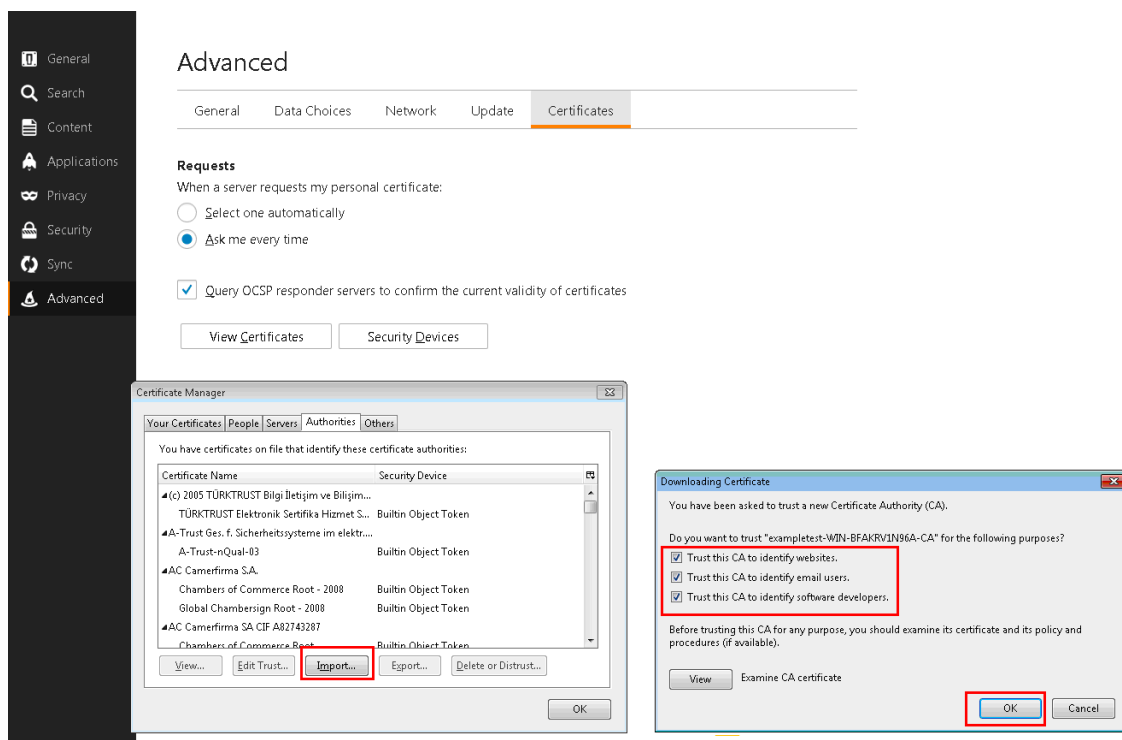 General
Search
Content
Applications
Privacy
Security
Sync
Advanced
Advanced
General Data Choices Network Update Certificates
Requests
When a server requests my personal certificate:
Select one automatically
Ask me every time
Query OCSP responder servers to confirm the current validity of certificates
View Certificates Security Devices
Certificate Manager
Your Certificates People Servers Authorities Others
You have certificates on file that identify these certificate authorities:
Certificate Name Security Device
(c) 2005 TÜRKTRUST Bilgi İletişim ve Bilişim...
TÜRKTRUST Elektronik Sertifika Hizmet S... Builtin Object Token
A-Trust Ges. f. Sicherheitssysteme im elektr....
A-Trust-nQual-03 Builtin Object Token
AC Camerfirma S.A.
Chambers of Commerce Root - 2008 Builtin Object Token
Global Chambersign Root - 2008 Builtin Object Token
AC Camerfirma SA CIF A82743287
Chambers of Commerce Root Builtin Object Token
View... Edit Trust... Import... Export... Delete or Distrust...
OK
Downloading Certificate
You have been asked to trust a new Certificate Authority (CA).
Do you want to trust "exampletest-WIN-BFAKRV1N96A-CA" for the following purposes?
Trust this CA to identify websites.
Trust this CA to identify email users.
Trust this CA to identify software developers.
Before trusting this CA for any purpose, you should examine its certificate and its policy and
procedures (if available).
View Examine CA certificate
OK Cancel